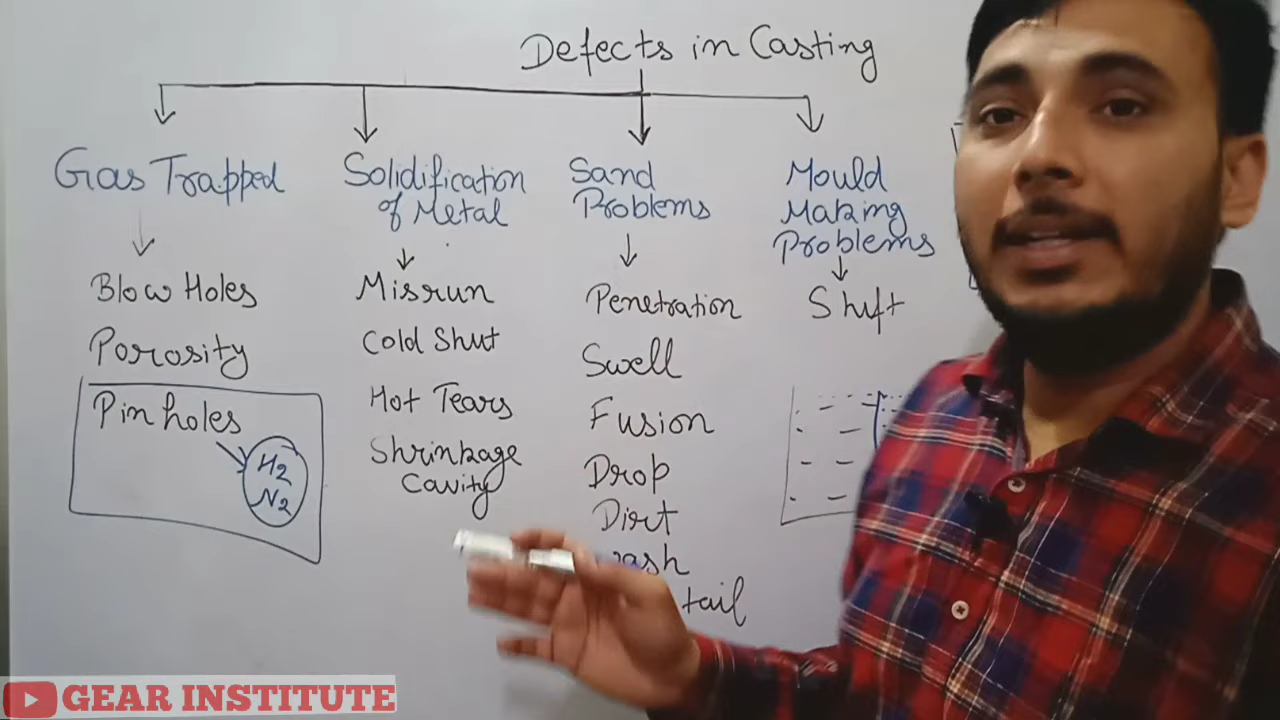 Defects in Casting
Gas Trapped
Blow Holes
Porosity
Pin holes
H2
N2
Solidification
of Metal
Misrun
Cold Shut
Hot Tears
Shrinkage
Cavity
Sand
Problems
Penetration
Swell
Fusion
Drop
Dirt
ash
tail
Mould
Making
Problems
Shift
GEAR INSTITUTE